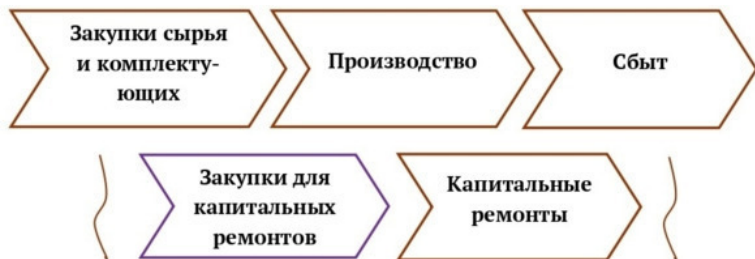 Закупки сырья
и комплекту-
ющих
Производство
Сбыт
Закупки для
капитальных
ремонтов
Капитальные
ремонты